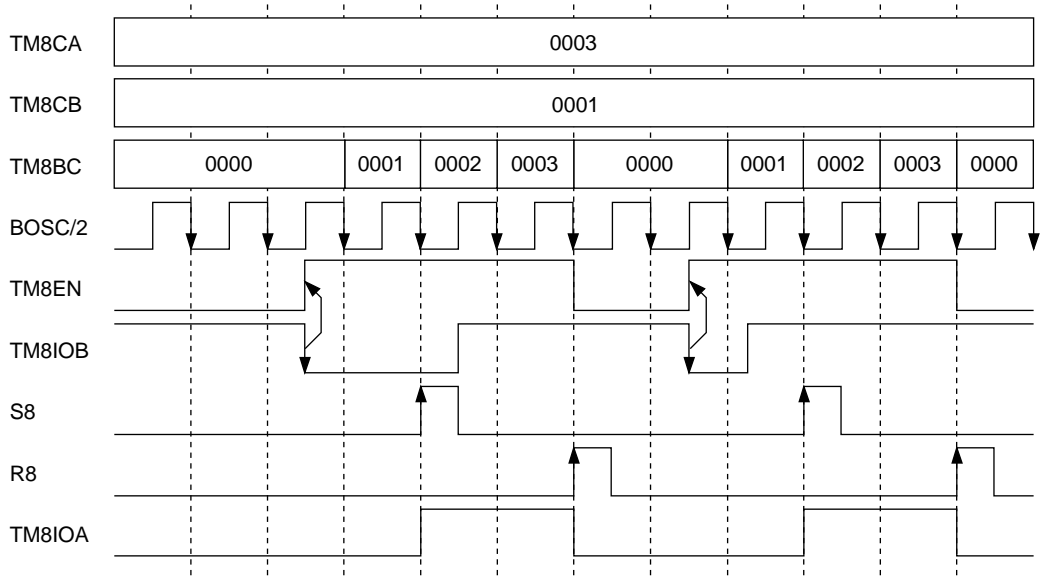 TM8CA 0003
TM8CB 0001
TM8BC 0000 0001 0002 0003 0000 0001 0002 0003 0000
BOSC/2
TM8EN
TM8IOB
S8
R8
TM8IOA